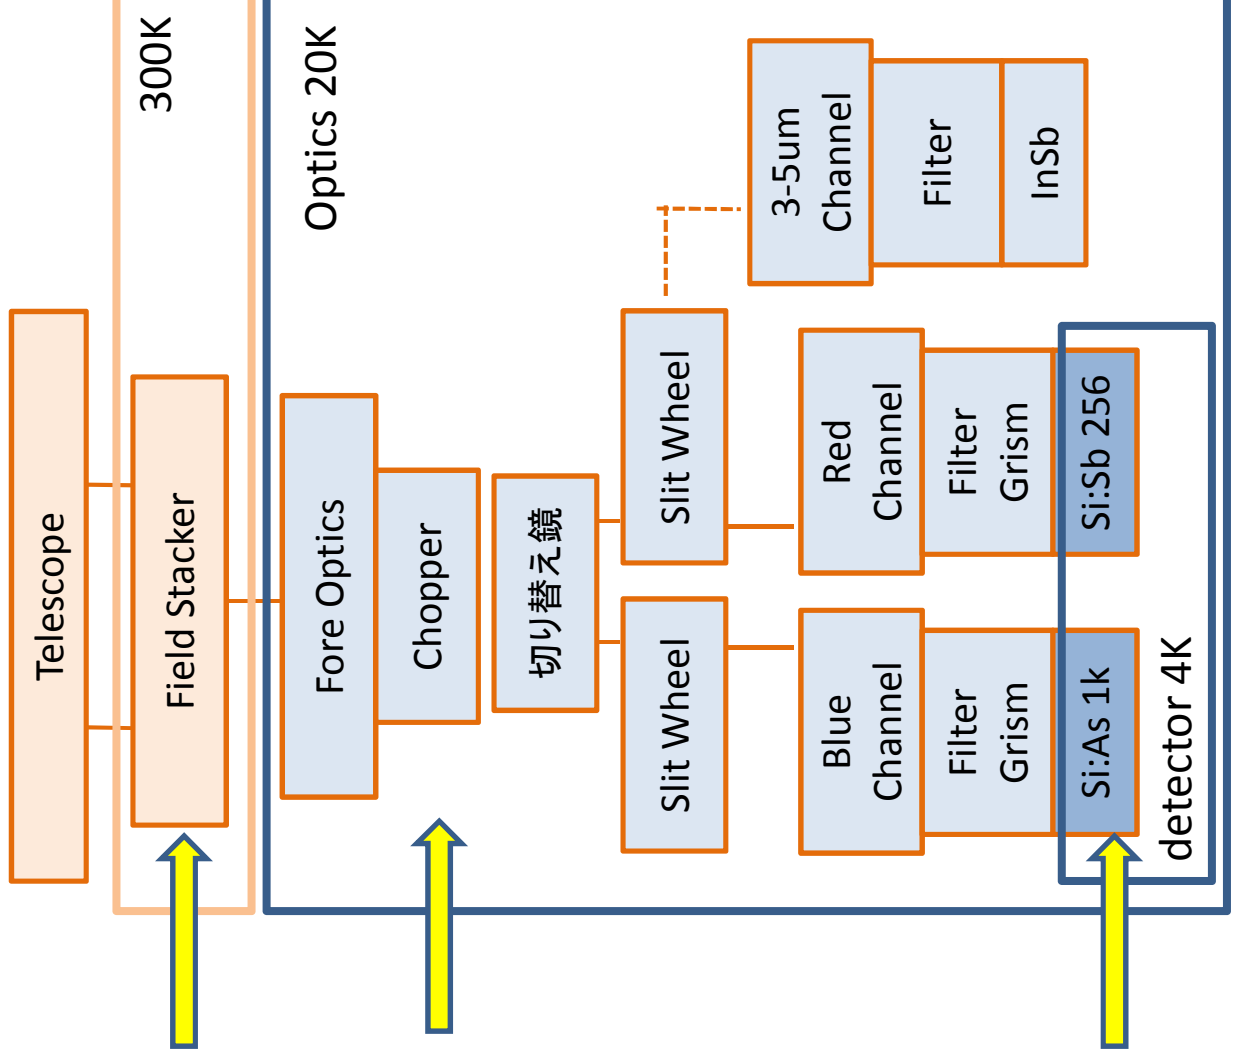 Telescope
300K
Field Stacker
Optics 20K
Fore Optics
Chopper
切り替え鏡
Slit Wheel
Slit Wheel
Blue
Channel
Filter
Grism
Si:As 1k
Red
Channel
Filter
Grism
Si:Sb 256
3-5um
Channel
Filter
InSb
detector 4K